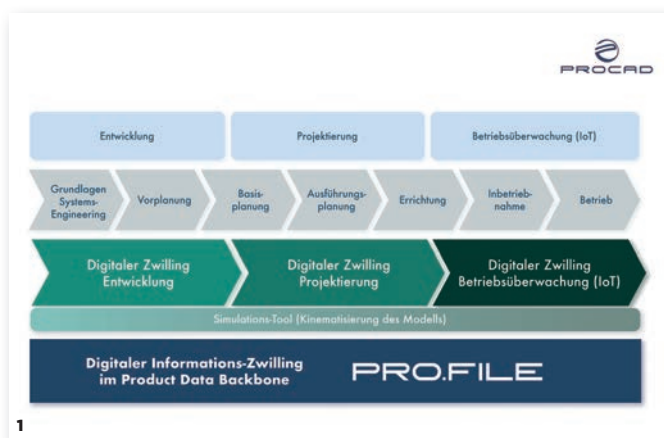 PROCAD
Entwicklung
Projektierung
Betriebsüberwachung (IoT)
Grundlagen
Systems-
Engineering
Vorplanung
Basis-
planung
Ausführungs-
planung
Errichtung
Inbetrieb-
nahme
Betrieb
Digitaler Zwilling
Entwicklung
Digitaler Zwilling
Projektierung
Digitaler Zwilling
Betriebsüberwachung (IoT)
Simulations-Tool (Kinematisierung des Modells)
Digitaler Informations-Zwilling
im Product Data Backbone
PRO.FILE
1